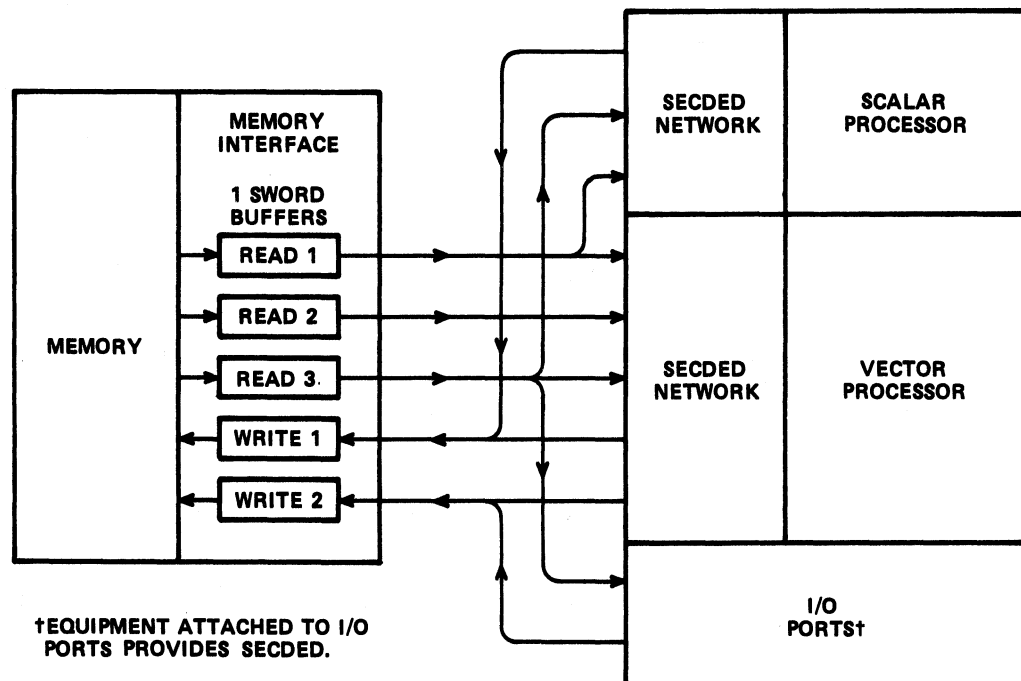 MEMORY
MEMORY
INTERFACE
1 SWORD
BUFFERS
READ 1
READ 2
READ 3.
WRITE 1
WRITE 2
SECDED
NETWORK
SCALAR
PROCESSOR
SECDED
NETWORK
VECTOR
PROCESSOR
I/O
PORTS†
†EQUIPMENT ATTACHED TO I/O
PORTS PROVIDES SECDED.